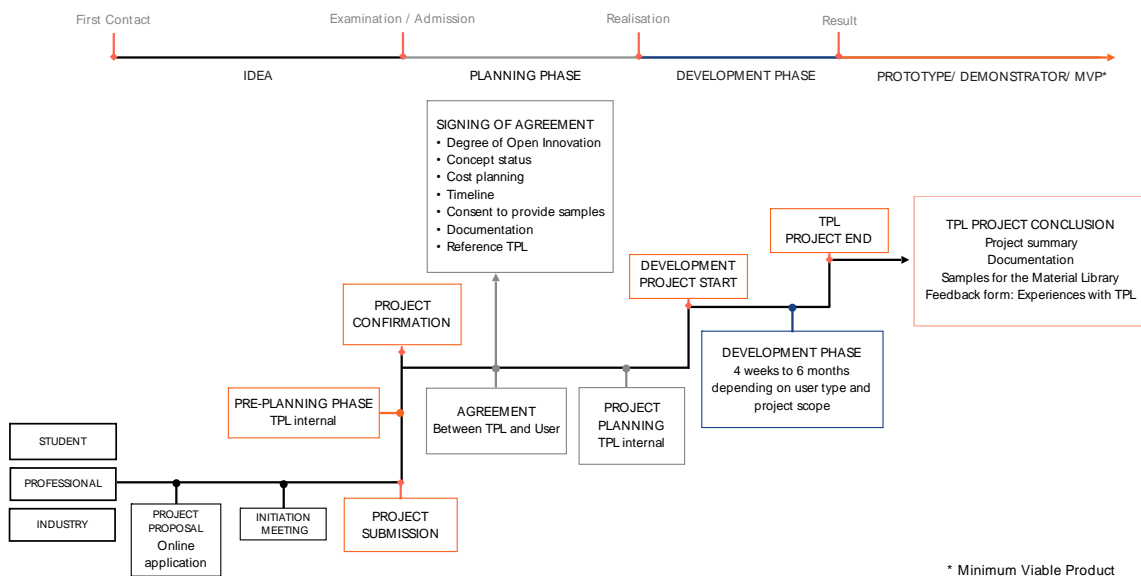 First Contact
Examination / Admission
Realisation
Result
IDEA
PLANNING PHASE
DEVELOPMENT PHASE
PROTOTYPE/ DEMONSTRATOR/ MVP*
SIGNING OF AGREEMENT
• Degree of Open Innovation
• Concept status
• Cost planning
• Timeline
• Consent to provide samples
• Documentation
• Reference TPL
TPL
PROJECT END
TPL PROJECT CONCLUSION
Project summary
Documentation
Samples for the Material Library
Feedback form: Experiences with TPL
DEVELOPMENT
PROJECT START
PROJECT
CONFIRMATION
DEVELOPMENT PHASE
4 weeks to 6 months
depending on user type and
project scope
PRE-PLANNING PHASE
TPL internal
AGREEMENT
Between TPL and User
PROJECT
PLANNING
TPL internal
STUDENT
PROFESSIONAL
INDUSTRY
PROJECT
PROPOSAL
Online
application
INITIATION
MEETING
PROJECT
SUBMISSION
* Minimum Viable Product